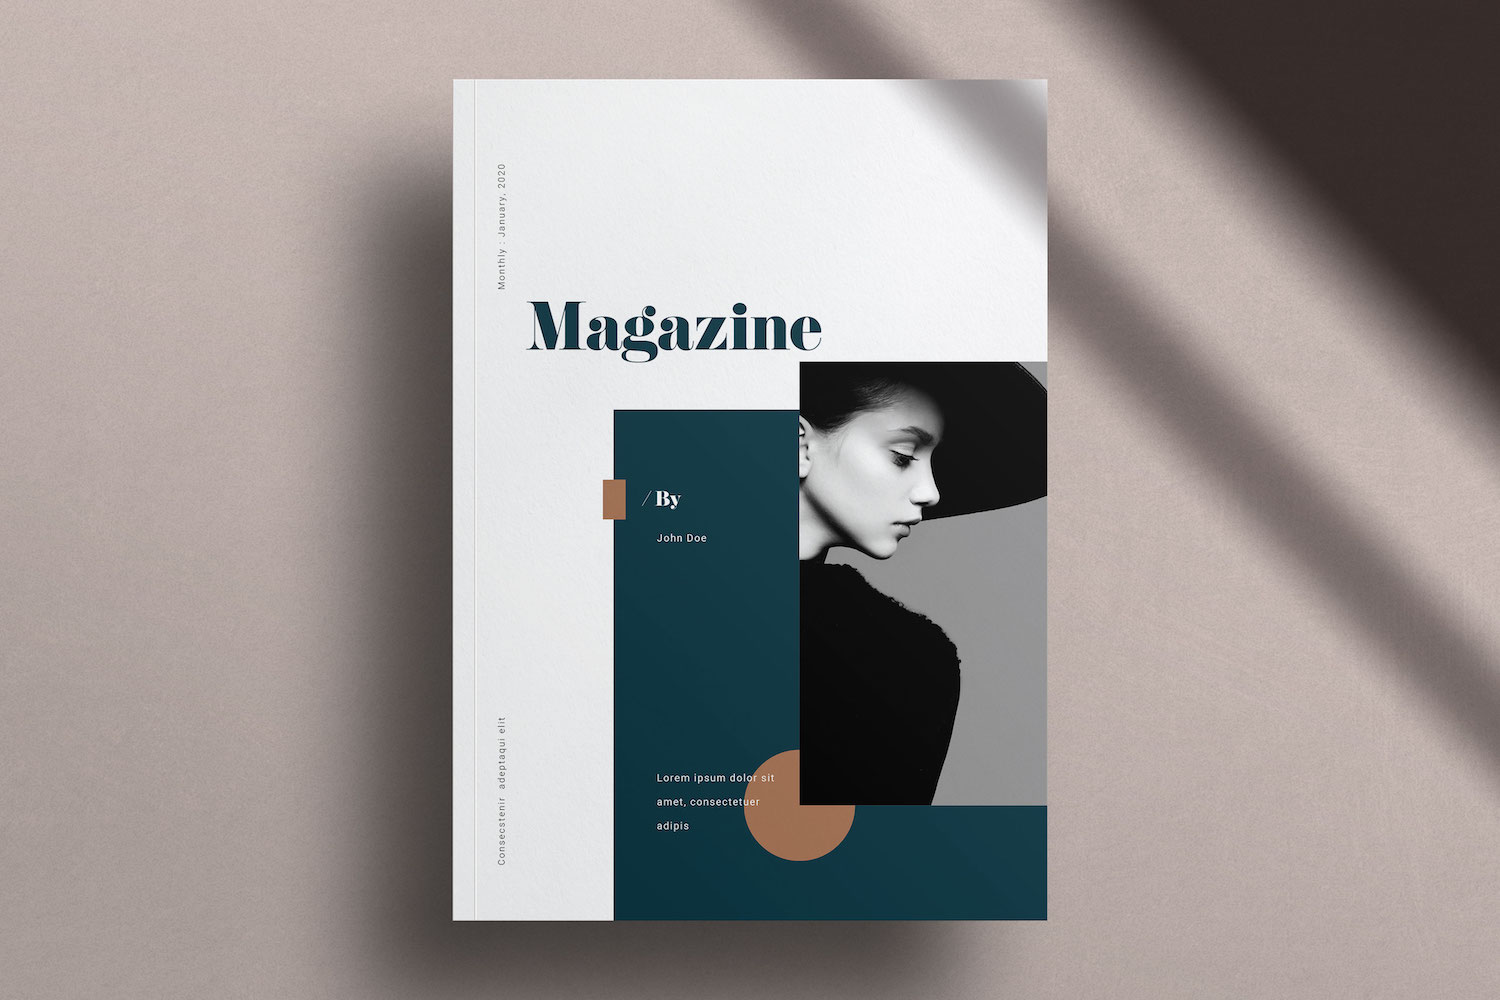 Monthly : January, 2020
Magazine
/ By
John Doe
Lorem ipsum dolor sit
amet, consectetuer
adipis
Consecstenir adeptaqui elit